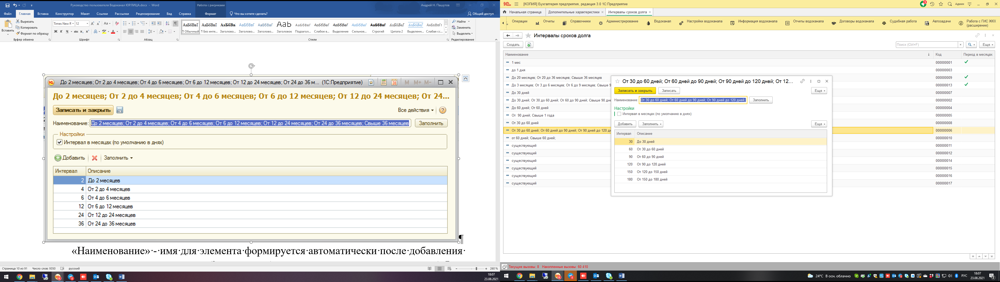 Руководство пользователя Водоканал ЮРЛИЦА.docx - Word
Работа с рисунками
Андрей Н. Пашутов
Файл Главная Вставка Конструктор Макет Ссылки Рассылки Рецензирование Вид Справка Формат Что вы хотите сделать? Общий доступ
Вставить
Вырезать
Копировать
Формат по образцу
Буфер обмена
Times New R 12
Ж К Ч
Шрифт
Абзац
АаБбВвГ АаБбВвГ АаБбВв АаБбВвГ АаБбВвГ АаБ АаБбВвГ АаБбВвГ АаБбВвГ АаБбВвГ АаБбВвГ АаБбВвГ АаБбВвГ АаБбВвГ
¶ Обычный ¶ Без инте... Заголово... Заголово... Заголово... Заголовок Подзагол... Слабое в... Выделение Сильное... Строгий Цитата 2 Выделенн... Слабая сс...
Стили
Найти
Заменить
Выделить
Редактирование
До 2 месяцев; От 2 до 4 месяцев; От 4 до 6 месяцев; От 6 до 12 месяцев; От 12 до 24 месяцев; От 24 до 36 м... (1С:Предприятие)
До 2 месяцев; От 2 до 4 месяцев; От 4 до 6 месяцев; От 6 до 12 месяцев; От 12 до 24 месяцев; От 24...
Записать и закрыть Все действия
Наименование: До 2 месяцев; От 2 до 4 месяцев; От 4 до 6 месяцев; От 6 до 12 месяцев; От 12 до 24 месяцев; От 24 до 36 месяцев; Свыше 36 месяцев Заполнить
Настройки
Интервал в месяцах (по умолчанию в днях)
Добавить Заполнить
Интервал Описание
2 До 2 месяцев
4 От 2 до 4 месяцев
6 От 4 до 6 месяцев
12 От 6 до 12 месяцев
24 От 12 до 24 месяцев
36 От 24 до 36 месяцев
¶
«Наименование» - имя для элемента формируется автоматически после добавления
Страница 10 из 91 Число слов: 9350 русский 260 %
18:07
23.08.2021
[КОПИЯ] Бухгалтерия предприятия, редакция 3.0 1С:Предприятие
Админ
Начальная страница Дополнительные характеристики × Интервалы сроков долга ×
Операции Отчеты Справочники Администрирование Водоканал Настройки водоканала Информация водоканала Отчеты водоканала Договоры водоканала Судебная работа Автозадачи Работа с ГИС ЖКХ
(расширение)
Интервалы сроков долга
Создать Поиск (Ctrl+F) × Еще
Наименование Код Период в месяцах
1 мес 000000001
до 1 дня 000000003
До 20 месяцев; От 20 до 36 месяцев; Свыше 36 месяцев 000000009
До 3 месяцев; От 3 до 6 месяцев; От 6 до 9 месяцев; Свыше 9 000000013
До 30 дней 000000007
До 30 дней; От 30 до 60 дней; От 60 до 90 дней; Свыше 90 дне 000000002
До 60 дней; От 60 дней 000000004
От 90 дней; Свыше 1 года 000000005
От 30 до 60 дней 000000008
От 30 до 60 дней; От 60 дней до 90 дней; От 90 дней до 120 дн 000000006
от 60 дней; Свыше 60 дней; 000000010
существующий 000000011
существующий 000000012
существующий 000000014
существующий 000000015
существующий 000000016
существующий 000000017
От 30 до 60 дней; От 60 дней до 90 дней; От 90 дней до 120 дней; От 12...
Записать и закрыть Записать Еще
Наименование: От 30 до 60 дней; От 60 дней до 90 дней; От 90 дней до 120 дней; Заполнить
Настройки
Интервал в месяцах (по умолчанию в днях)
Добавить Заполнить Еще
Интервал Описание
30 До 30 дней
60 От 30 до 60 дней
90 От 60 до 90 дней
120 От 90 до 120 дней
150 От 120 до 150 дней
180 От 150 до 180 дней
Текущие вызовы: 8 Накопленные вызовы: 60 410
24°C В осн. облачно РУС
18:07
23.08.2021